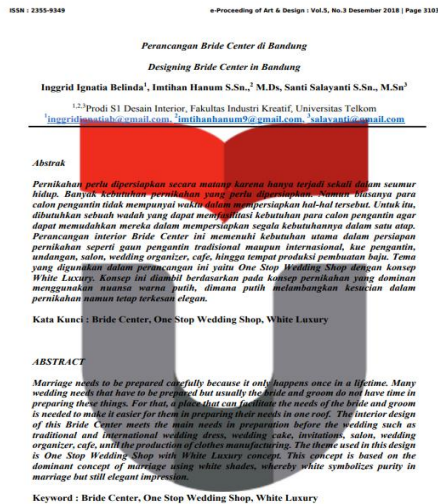 ISSN : 2355-9349 e-Proceeding of Art & Design : Vol.5, No.3 Desember 2018 | Page 3103
Perancangan Bride Center di Bandung
Designing Bride Center in Bandung
Inggrid Ignatia Belinda¹, Imtihan Hanum S.Sn.,² M.Ds, Santi Salayanti S.Sn., M.Sn³
¹,²,³Prodi S1 Desain Interior, Fakultas Industri Kreatif, Universitas Telkom
¹inggridignatiab@gmail.com, ²imtihanhanum9@gmail.com, ³salayanti@gmail.com
Abstrak
Pernikahan perlu dipersiapkan secara matang karena hanya terjadi sekali dalam seumur
hidup. Banyak kebutuhan pernikahan yang perlu dipersiapkan. Namun biasanya para
calon pengantin tidak mempunyai waktu dalam mempersiapkan hal-hal tersebut. Untuk itu,
dibutuhkan sebuah wadah yang dapat memfasilitasi kebutuhan para calon pengantin agar
dapat memudahkan mereka dalam mempersiapkan segala kebutuhannya dalam satu atap.
Perancangan interior Bride Center ini memenuhi kebutuhan utama dalam persiapan
pernikahan seperti gaun pengantin tradisional maupun internasional, kue pengantin,
undangan, salon, wedding organizer, cafe, hingga tempat produksi pembuatan baju. Tema
yang digunakan dalam perancangan ini yaitu One Stop Wedding Shop dengan konsep
White Luxury. Konsep ini diambil berdasarkan pada konsep pernikahan yang dominan
menggunakan nuansa warna putih, dimana putih melambangkan kesucian dalam
pernikahan namun tetap terkesan elegan.
Kata Kunci : Bride Center, One Stop Wedding Shop, White Luxury
ABSTRACT
Marriage needs to be prepared carefully because it only happens once in a lifetime. Many
wedding needs that have to be prepared but usually the bride and groom do not have time in
preparing these things. For that, a place that can facilitate the needs of the bride and groom
is needed to make it easier for them in preparing their needs in one roof. The interior design
of this Bride Center meets the main needs in preparation before the wedding such as
traditional and international wedding dress, wedding cake, invitations, salon, wedding
organizer, cafe, until the production of clothes manufacturing. The theme used in this design
is One Stop Wedding Shop with White Luxury concept. This concept is based on the
dominant concept of marriage using white shades, whereby white symbolizes purity in
marriage but still elegant impression.
Keyword : Bride Center, One Stop Wedding Shop, White Luxury